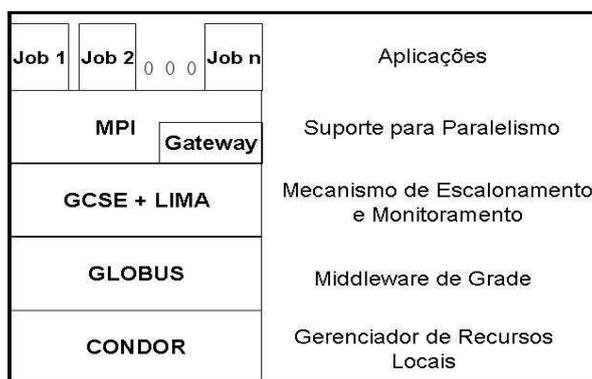 Job 1 Job 2 0 0 0 Job n Aplicações
MPI Suporte para Paralelismo
Gateway
GCSE + LIMA Mecanismo de Escalonamento
e Monitoramento
GLOBUS Middleware de Grade
CONDOR Gerenciador de Recursos
Locais